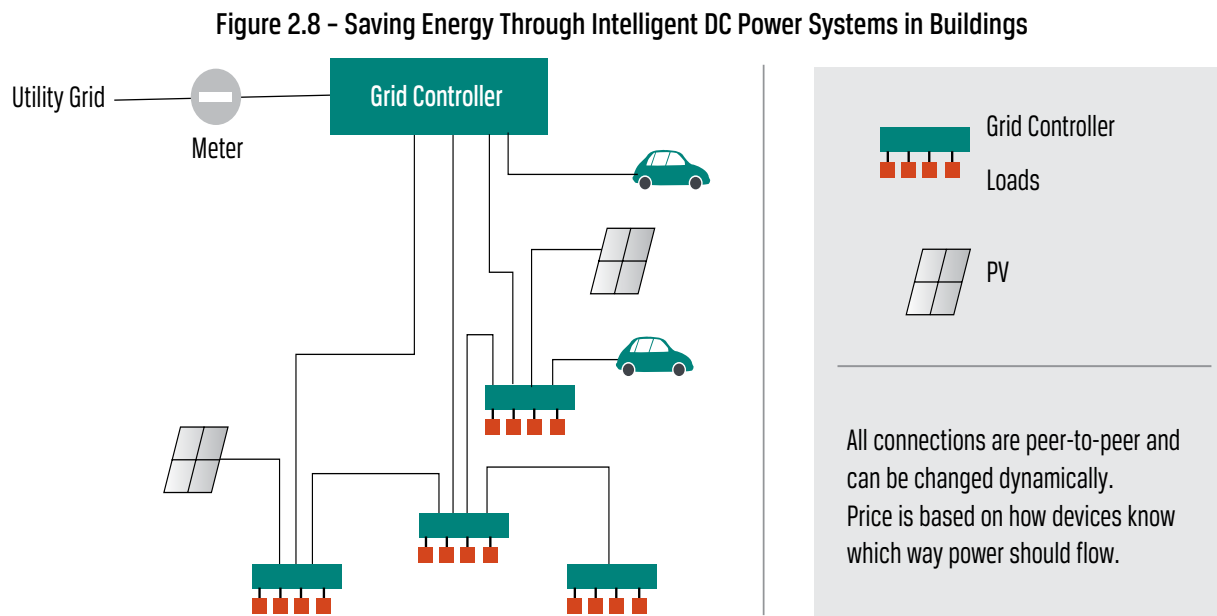 Figure 2.8 – Saving Energy Through Intelligent DC Power Systems in Buildings
Utility Grid
Meter
Grid Controller
Grid Controller
Loads
PV
All connections are peer-to-peer and
can be changed dynamically.
Price is based on how devices know
which way power should flow.